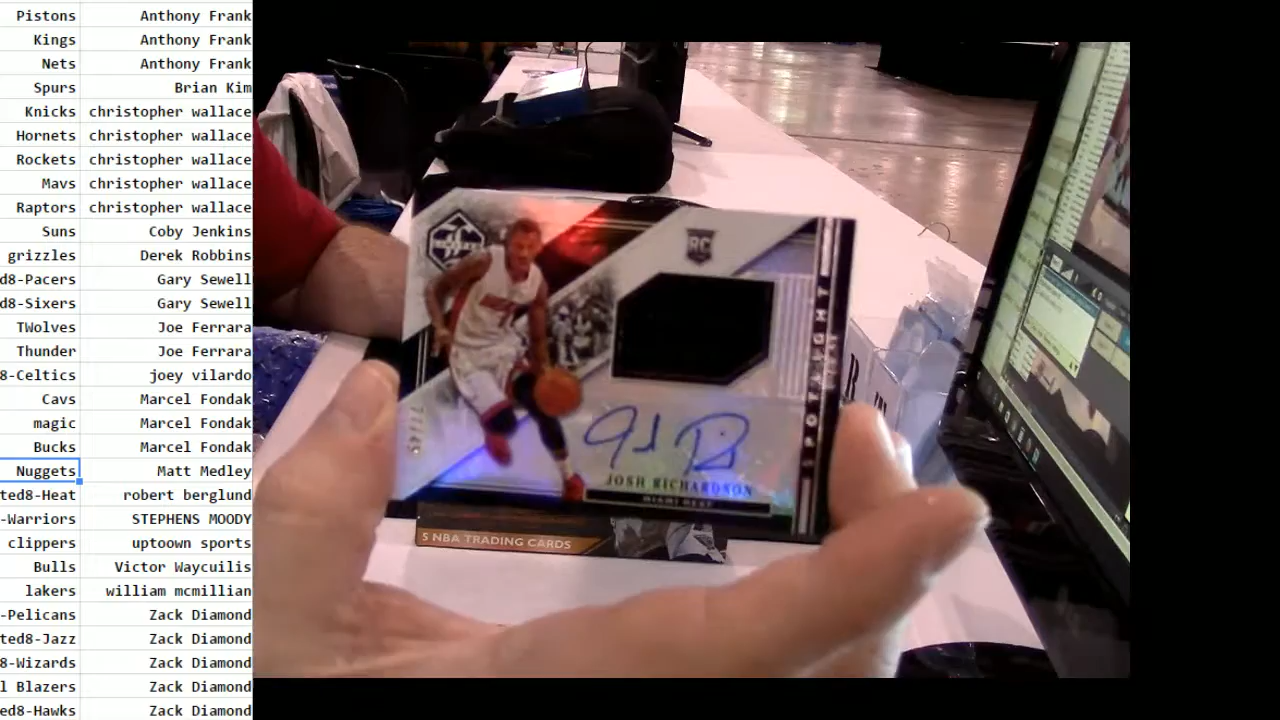 Pistons Anthony Frank
Kings Anthony Frank
Nets Anthony Frank
Spurs Brian Kim
Knicks christopher wallace
Hornets christopher wallace
Rockets christopher wallace
Mavs christopher wallace
Raptors christopher wallace
Suns Coby Jenkins
grizzles Derek Robbins
d8-Pacers Gary Sewell
d8-Sixers Gary Sewell
TWolves Joe Ferrara
Thunder Joe Ferrara
8-Celtics joey vilardo
Cavs Marcel Fondak
magic Marcel Fondak
Bucks Marcel Fondak
Nuggets Matt Medley
ted8-Heat robert berglund
-Warriors STEPHENS MOODY
clippers uptoown sports
Bulls Victor Waycuilis
lakers william mcmillian
-Pelicans Zack Diamond
ted8-Jazz Zack Diamond
8-Wizards Zack Diamond
l Blazers Zack Diamond
ted8-Hawks Zack Diamond
RC
SPOTLIGHT
JOSH RICHARDSON
MIAMI HEAT
5 NBA TRADING CARDS